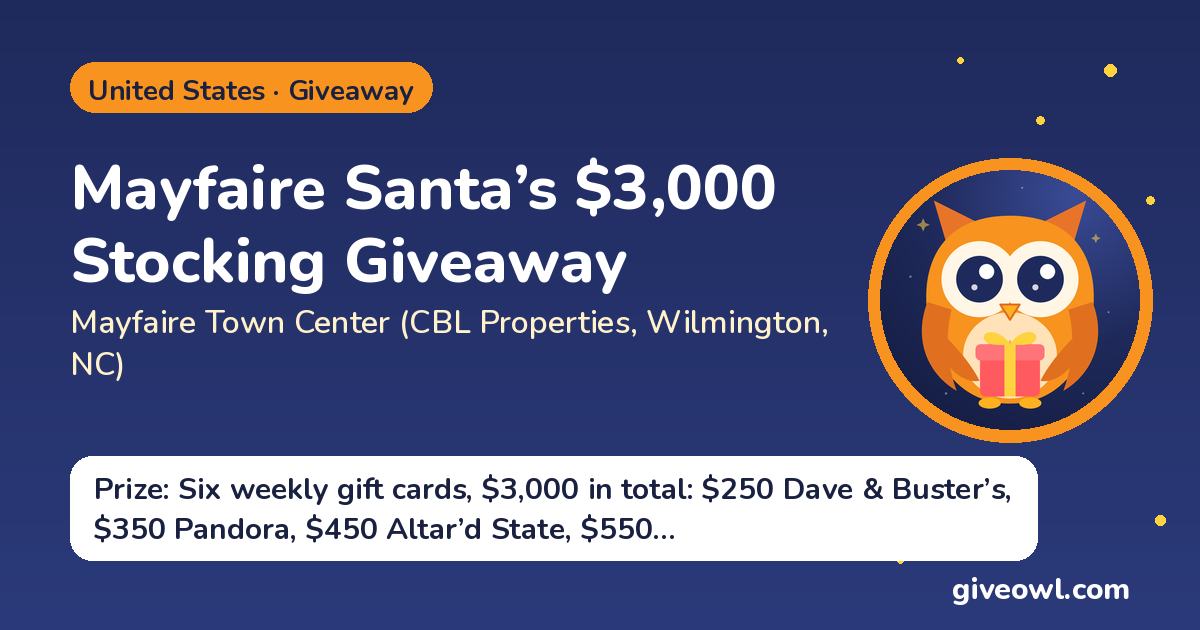 United States · Giveaway
Mayfaire Santa’s $3,000
Stocking Giveaway
Mayfaire Town Center (CBL Properties, Wilmington,
NC)
Prize: Six weekly gift cards, $3,000 in total: $250 Dave & Buster’s,
$350 Pandora, $450 Altar’d State, $550…
giveowl.com